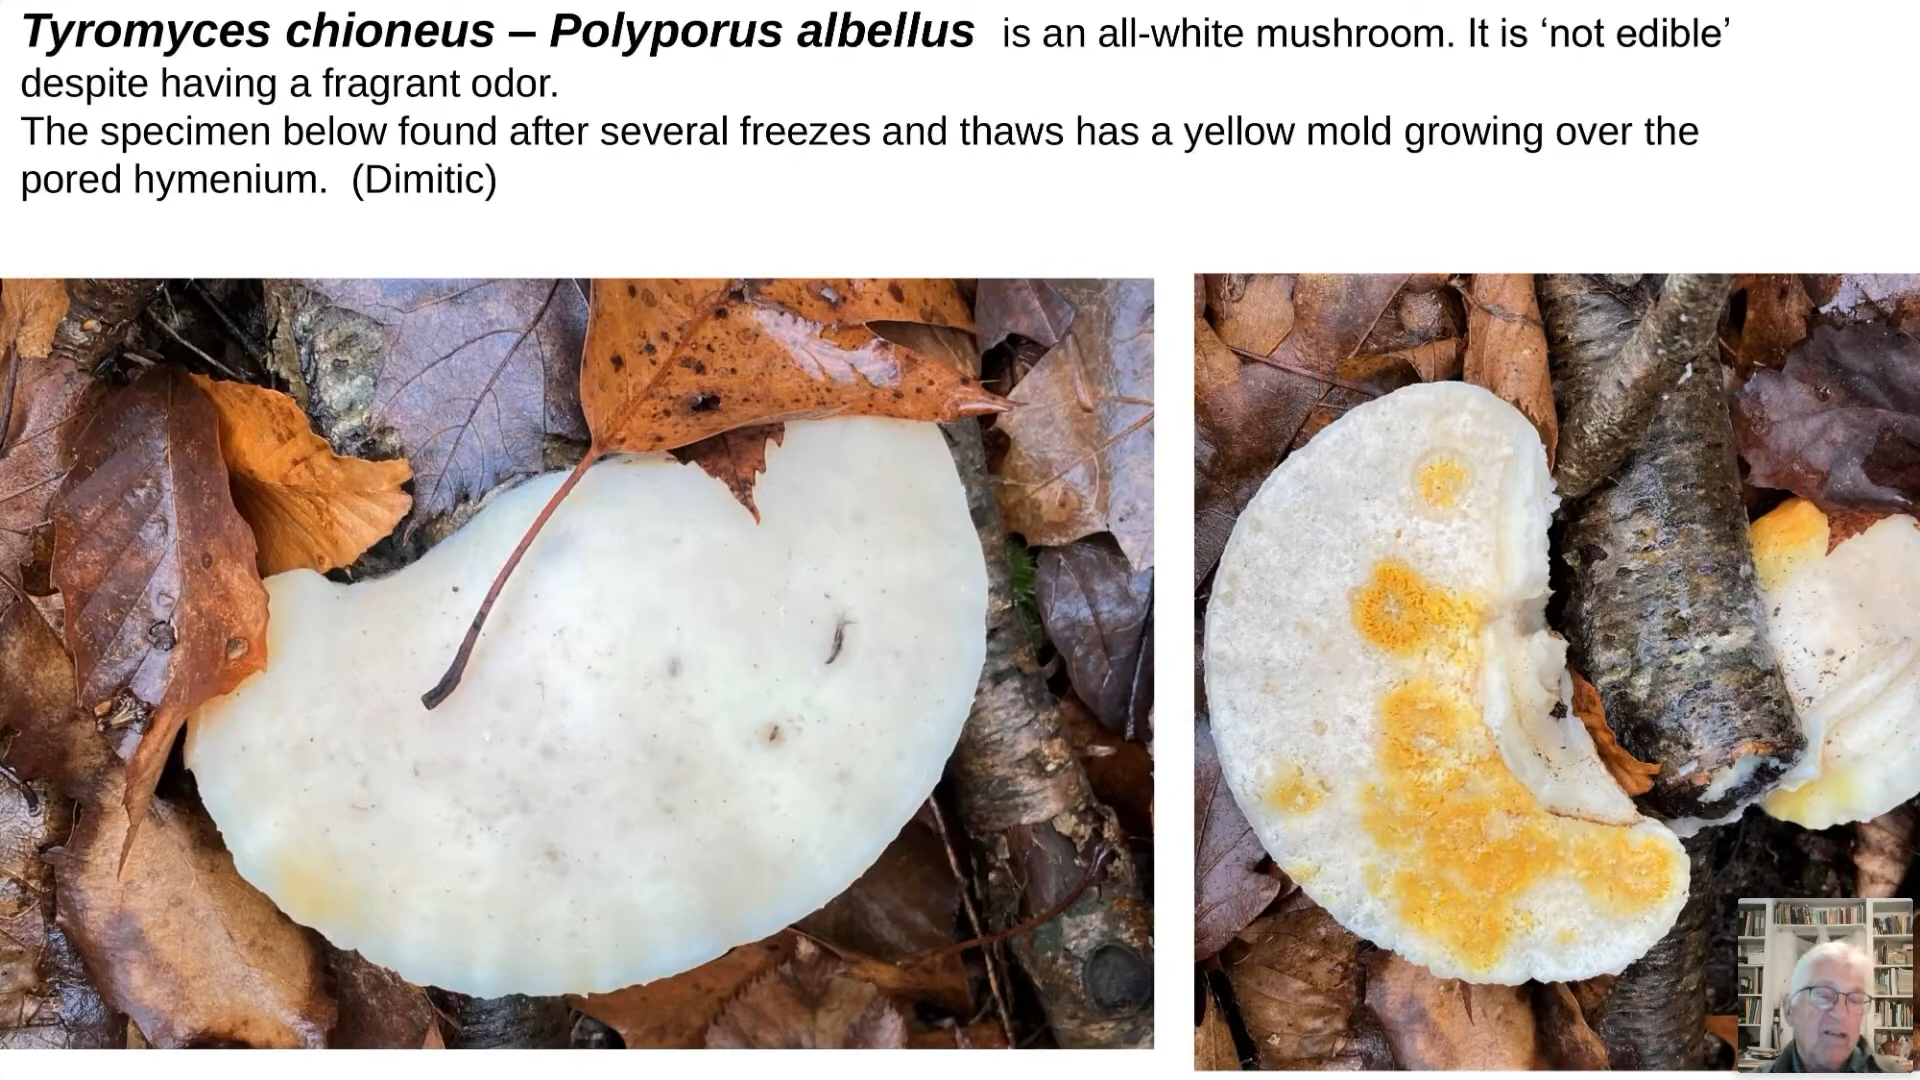 Tyromyces chioneus – Polyporus albellus is an all-white mushroom. It is ‘not edible’
despite having a fragrant odor.
The specimen below found after several freezes and thaws has a yellow mold growing over the
pored hymenium. (Dimitic)